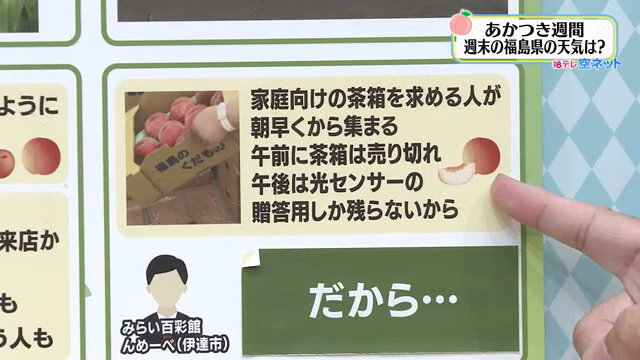 あかつき週間
週末の福島県の天気は?
福テレ空ネット
ように
来店か
も
う人も
家庭向けの茶箱を求める人が
朝早くから集まる
午前に茶箱は売り切れ
午後は光センサーの
贈答用しか残らないから
福島の
くだもの
みらい百彩館
んめーべ(伊達市)
だから…